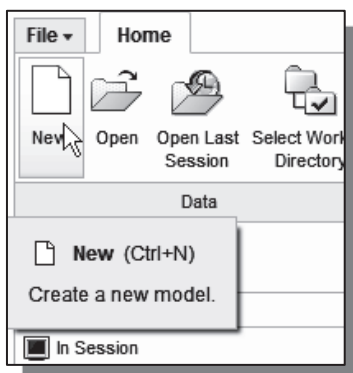 File Home
New Open Open Last Session Select Work Directory
Data
New (Ctrl+N)
Create a new model.
In Session